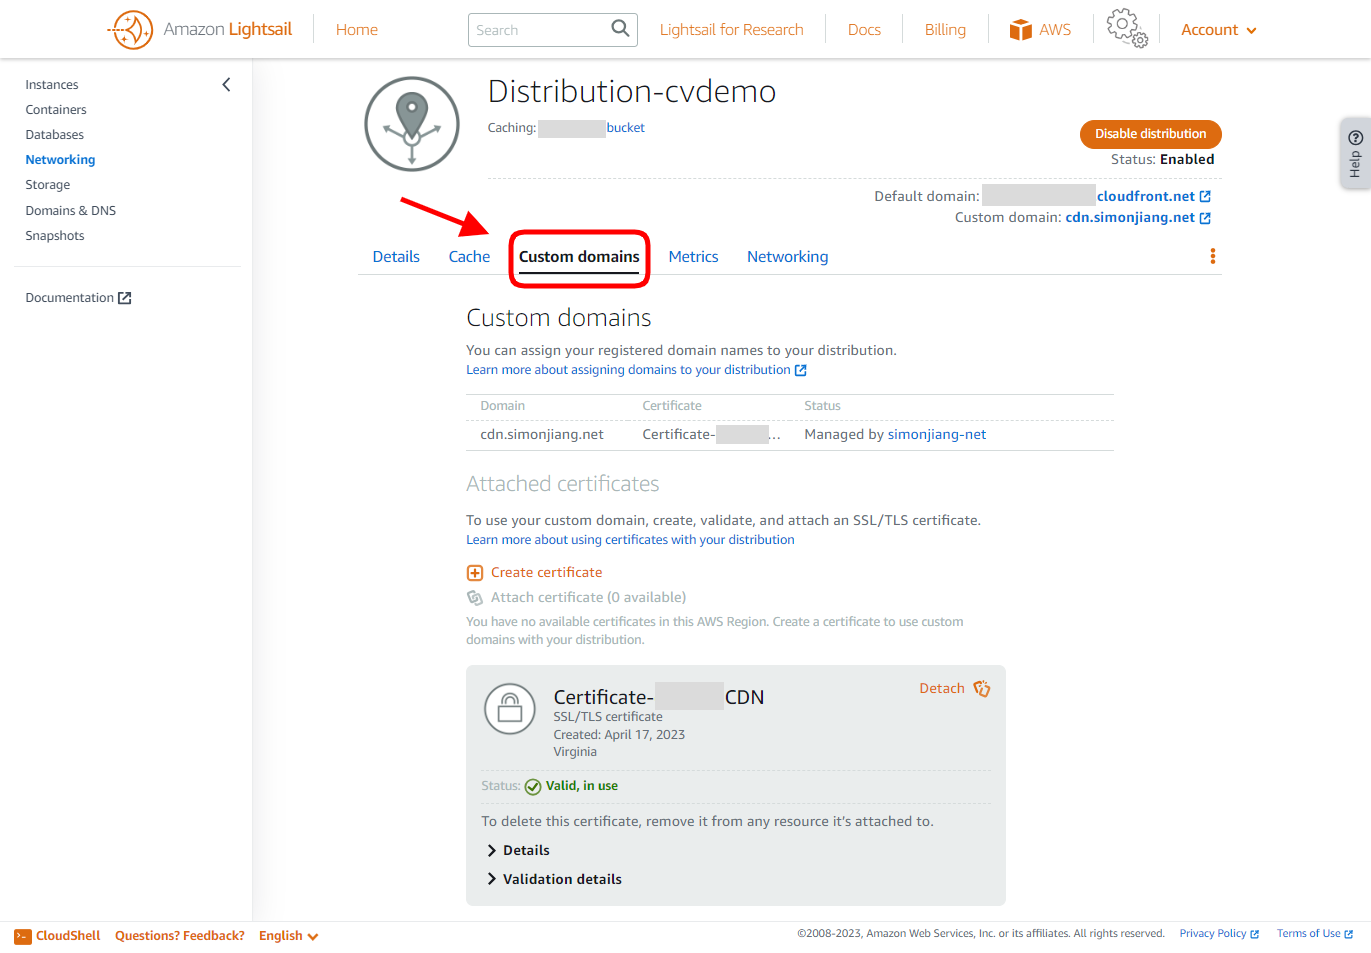 Amazon Lightsail
Home
Search
Lightsail for Research
Docs
Billing
AWS
Account
Instances
Containers
Databases
Networking
Storage
Domains & DNS
Snapshots
Documentation
Distribution-cvdemo
Caching: bucket
Disable distribution
Status: Enabled
Default domain: cloudfront.net
Custom domain: cdn.simonjiang.net
Help
Details
Cache
Custom domains
Metrics
Networking
Custom domains
You can assign your registered domain names to your distribution.
Learn more about assigning domains to your distribution
Domain Certificate Status
cdn.simonjiang.net Certificate- ... Managed by simonjiang-net
Attached certificates
To use your custom domain, create, validate, and attach an SSL/TLS certificate.
Learn more about using certificates with your distribution
Create certificate
Attach certificate (0 available)
You have no available certificates in this AWS Region. Create a certificate to use custom
domains with your distribution.
Certificate- CDN
Detach
SSL/TLS certificate
Created: April 17, 2023
Virginia
Status: Valid, in use
To delete this certificate, remove it from any resource it's attached to.
Details
Validation details
CloudShell
Questions? Feedback?
English
©2008-2023, Amazon Web Services, Inc. or its affiliates. All rights reserved.
Privacy Policy
Terms of Use